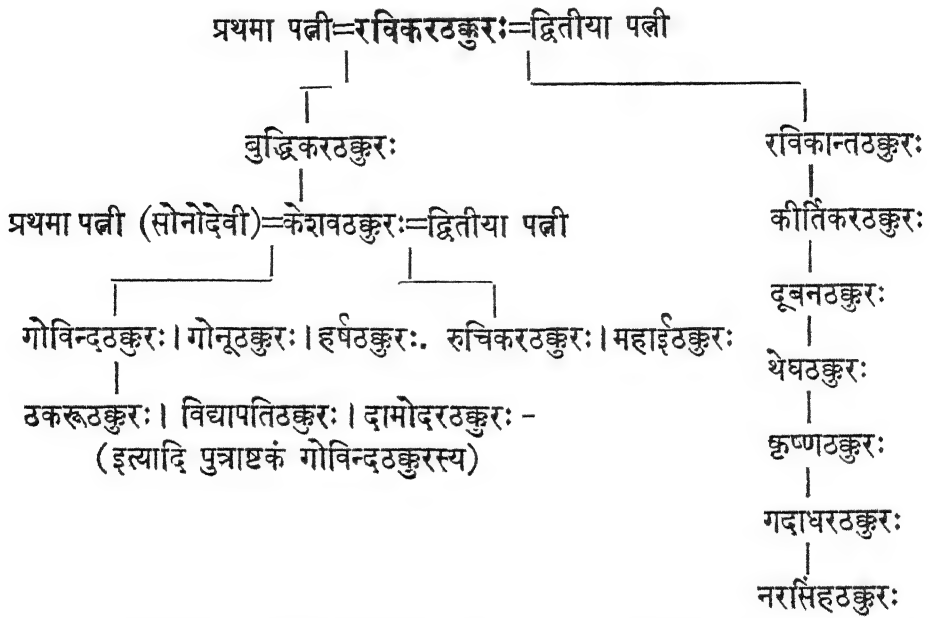 प्रथमा पत्नी=रविकरठक्कुरः=द्वितीया पत्नी
बुद्धिकरठक्कुरः
रविकान्तठक्कुरः
प्रथमा पत्नी (सोनोदेवी)=केशवठक्कुरः=द्वितीया पत्नी
कीर्तिकरठक्कुरः
दूबनठक्कुरः
गोविन्दठक्कुरः। गोनूठक्कुरः। हर्षठक्कुरः. रुचिकरठक्कुरः। महाईठक्कुरः
थेघठक्कुरः
ठकरूठक्कुरः। विद्यापतिठक्कुरः। दामोदरठक्कुरः -
(इत्यादि पुत्राष्टकं गोविन्दठक्कुरस्य)
कृष्णठक्कुरः
गदाधरठक्कुरः
नरसिंहठक्कुरः